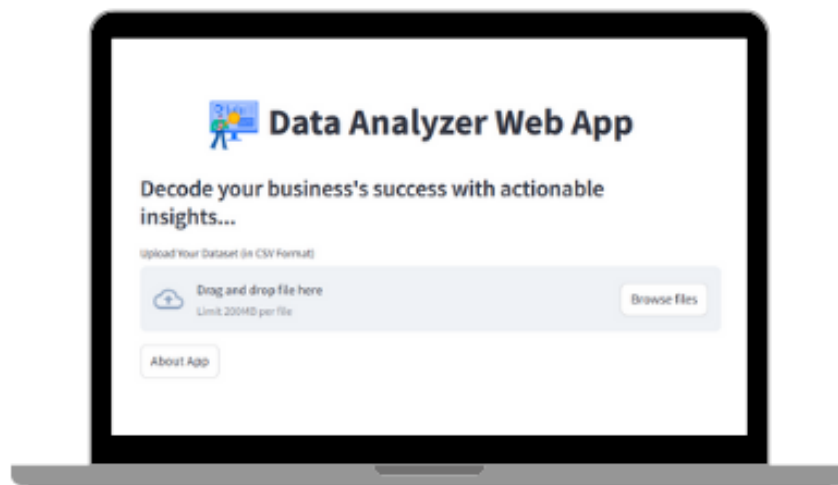 Data Analyzer Web App
Decode your business's success with actionable
insights...
Upload Your Dataset (in CSV Format)
Drag and drop file here
Limit 200MB per file
Browse files
About App